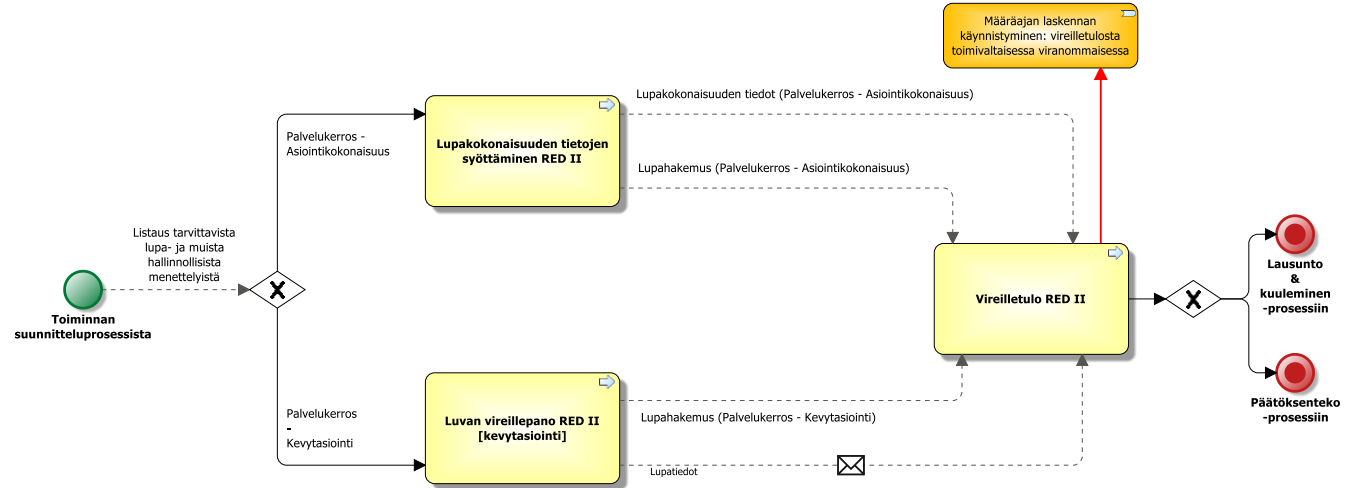 Määräajan laskennan
käynnistyminen: vireilletulosta
toimivaltaisessa viranommaisessa
Lupakokonaisuuden tiedot (Palvelukerros - Asiointikokonaisuus)
Palvelukerros -
Asiointikokonaisuus
Lupakokonaisuuden tietojen
syöttäminen RED II
Lupahakemus (Palvelukerros - Asiointikokonaisuus)
Listaus tarvittavista
lupa- ja muista
hallinnollisista
menettelyistä
Toiminnan
suunnitteluprosessista
Vireilletulo RED II
Lausunto
&
kuuleminen
-prosessiin
Palvelukerros
-
Kevytasiointi
Luvan vireillepano RED II
[kevytasiointi]
Lupahakemus (Palvelukerros - Kevytasiointi)
Lupatiedot
Päätöksenteko
-prosessiin